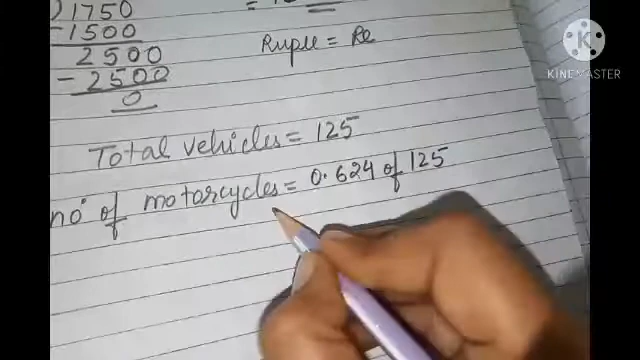 ) 1750
- 1500
2500
- 2500
0
=
Rupee = Re
Total vehicles = 125
no of motorcycles = 0.624 of 125
KINEMASTER